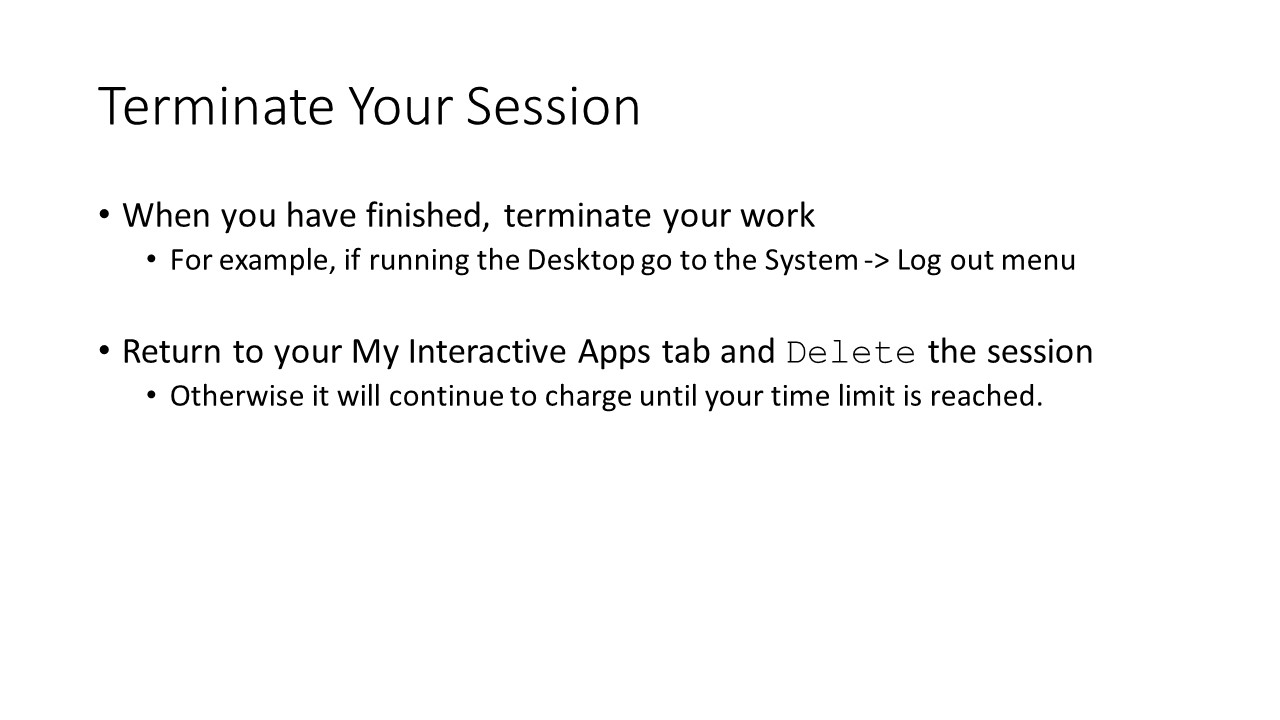 Terminate Your Session
• When you have finished, terminate your work
• For example, if running the Desktop go to the System -> Log out menu
• Return to your My Interactive Apps tab and Delete the session
• Otherwise it will continue to charge until your time limit is reached.